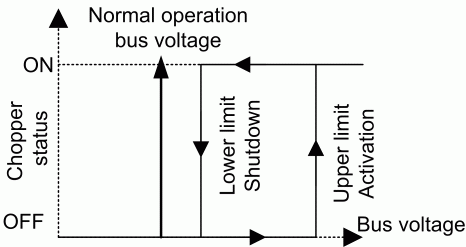 Normal operation
bus voltage
ON
Chopper
status
Lower limit
Shutdown
Upper limit
Activation
OFF
Bus voltage